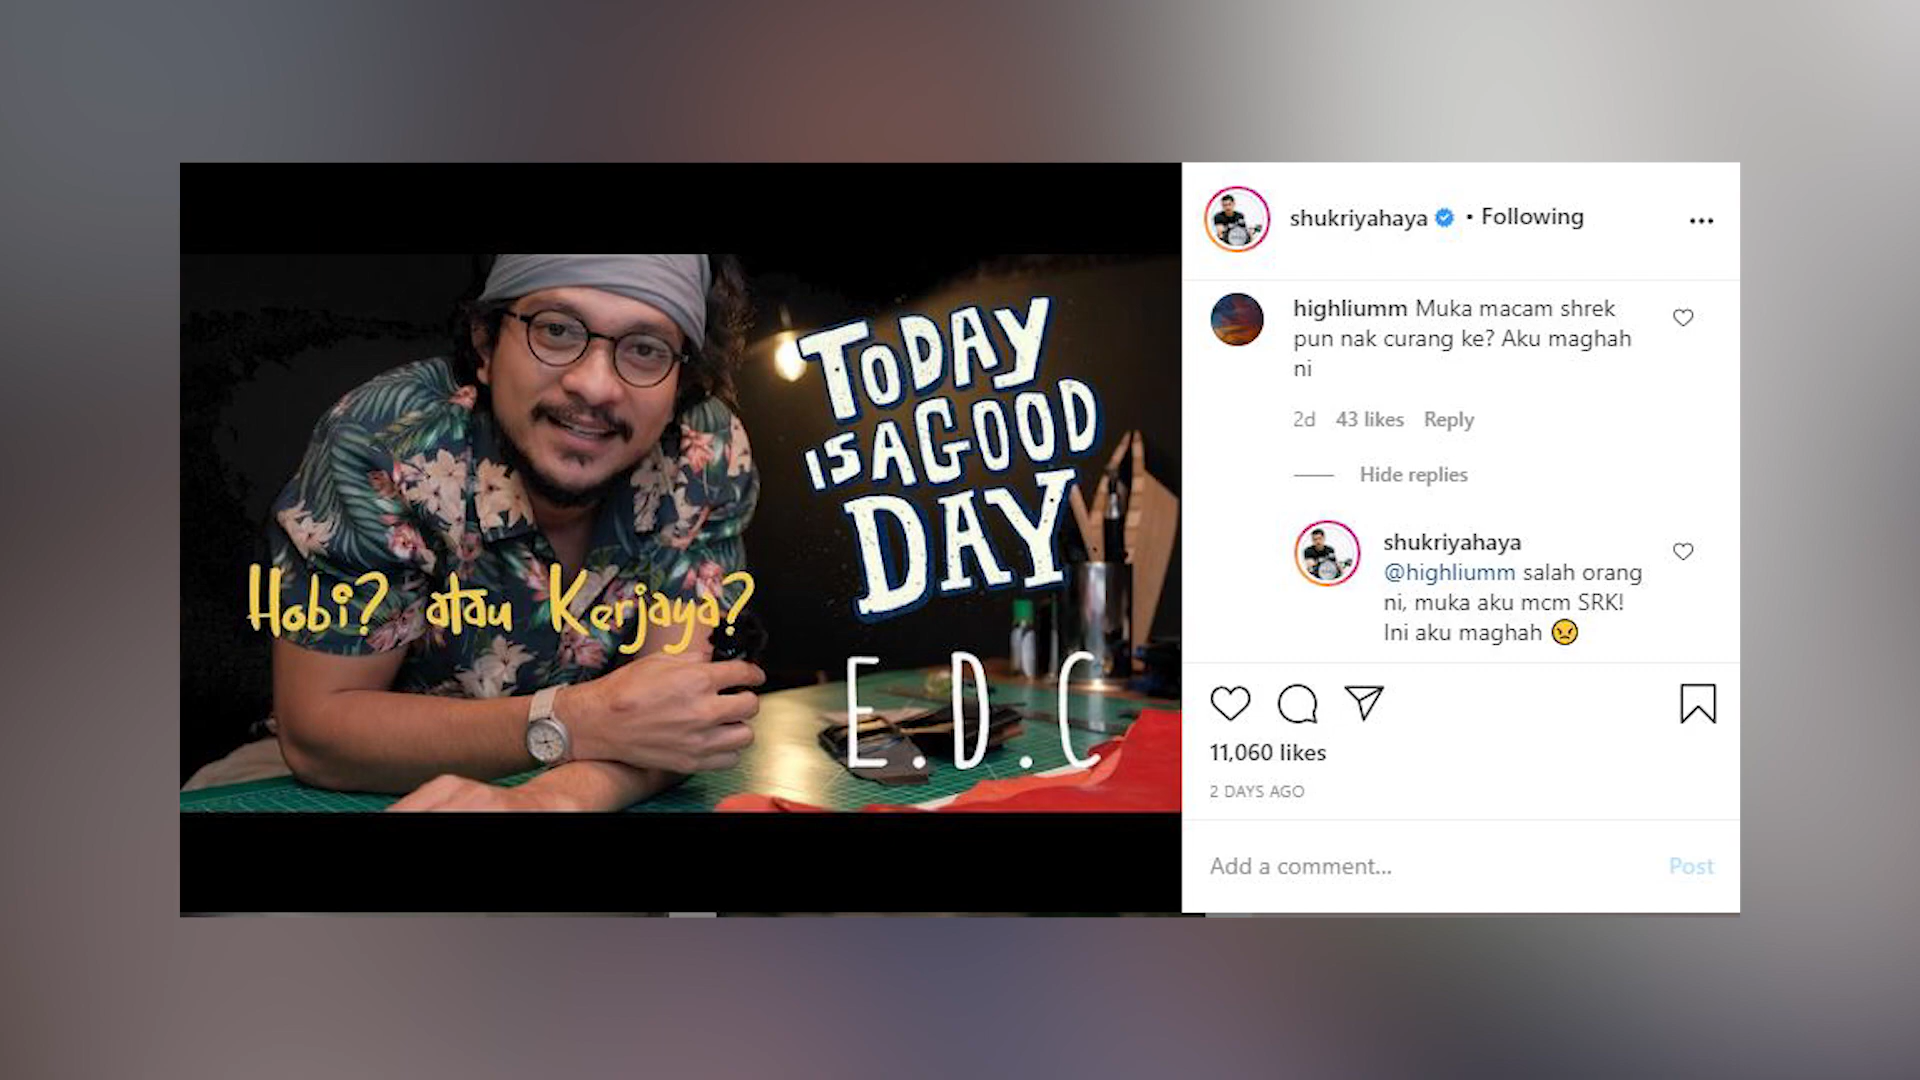 TODAY
IS A GOOD
DAY
Hobi? atau Kerjaya?
E.D.C
shukriyahaya • Following
highliumm Muka macam shrek
pun nak curang ke? Aku maghah
ni
2d 43 likes Reply
Hide replies
shukriyahaya
@highliumm salah orang
ni, muka aku mcm SRK!
Ini aku maghah 😠
11,060 likes
2 DAYS AGO
Add a comment... Post